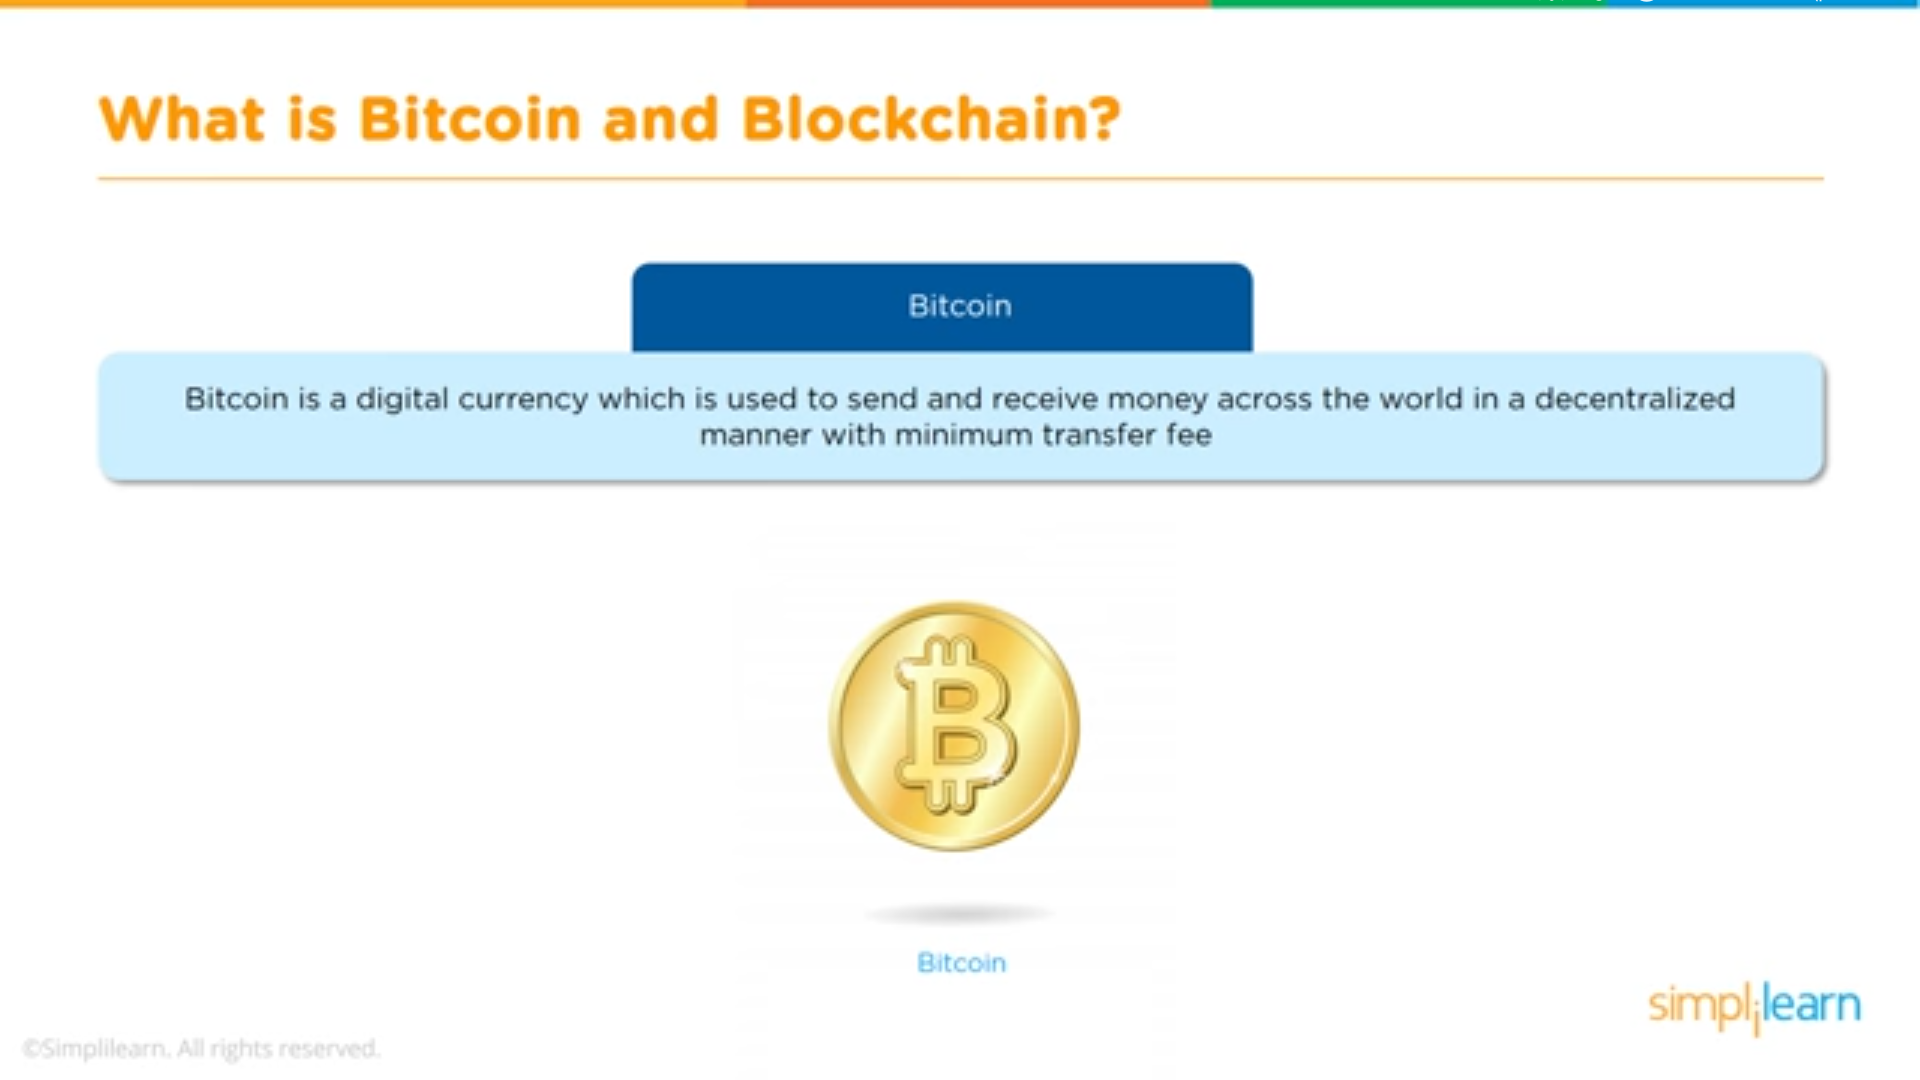 What is Bitcoin and Blockchain?
Bitcoin
Bitcoin is a digital currency which is used to send and receive money across the world in a decentralized
manner with minimum transfer fee
Bitcoin
simplilearn
©Simplilearn. All rights reserved.